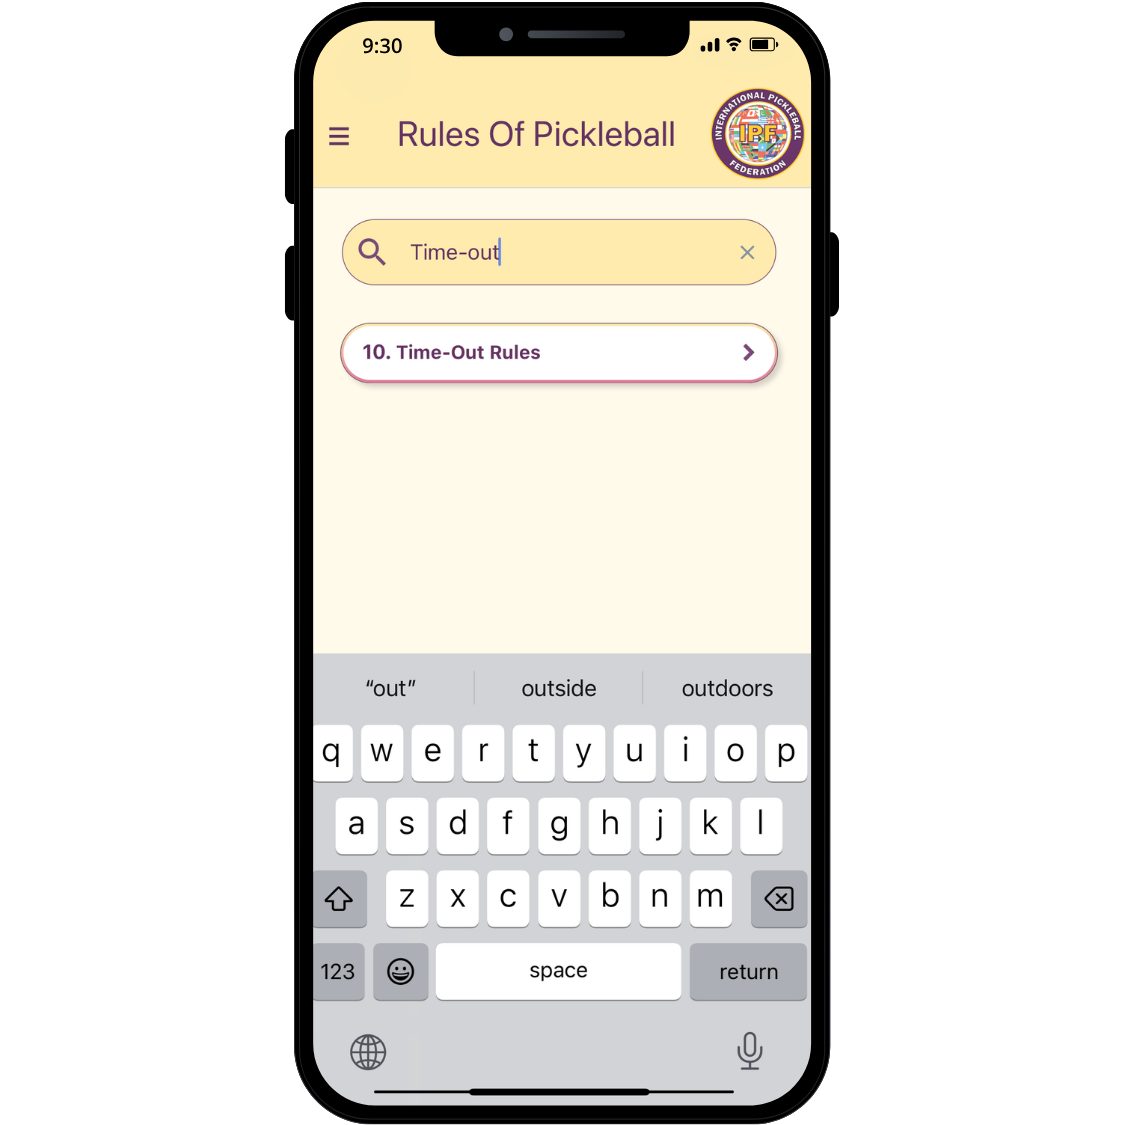 9:30
Rules Of Pickleball
INTERNATIONAL PICKLEBALL
IPF
FEDERATION
Time-out
10. Time-Out Rules
“out” outside outdoors
q w e r t y u i o p
a s d f g h j k l
z x c v b n m
123 space return